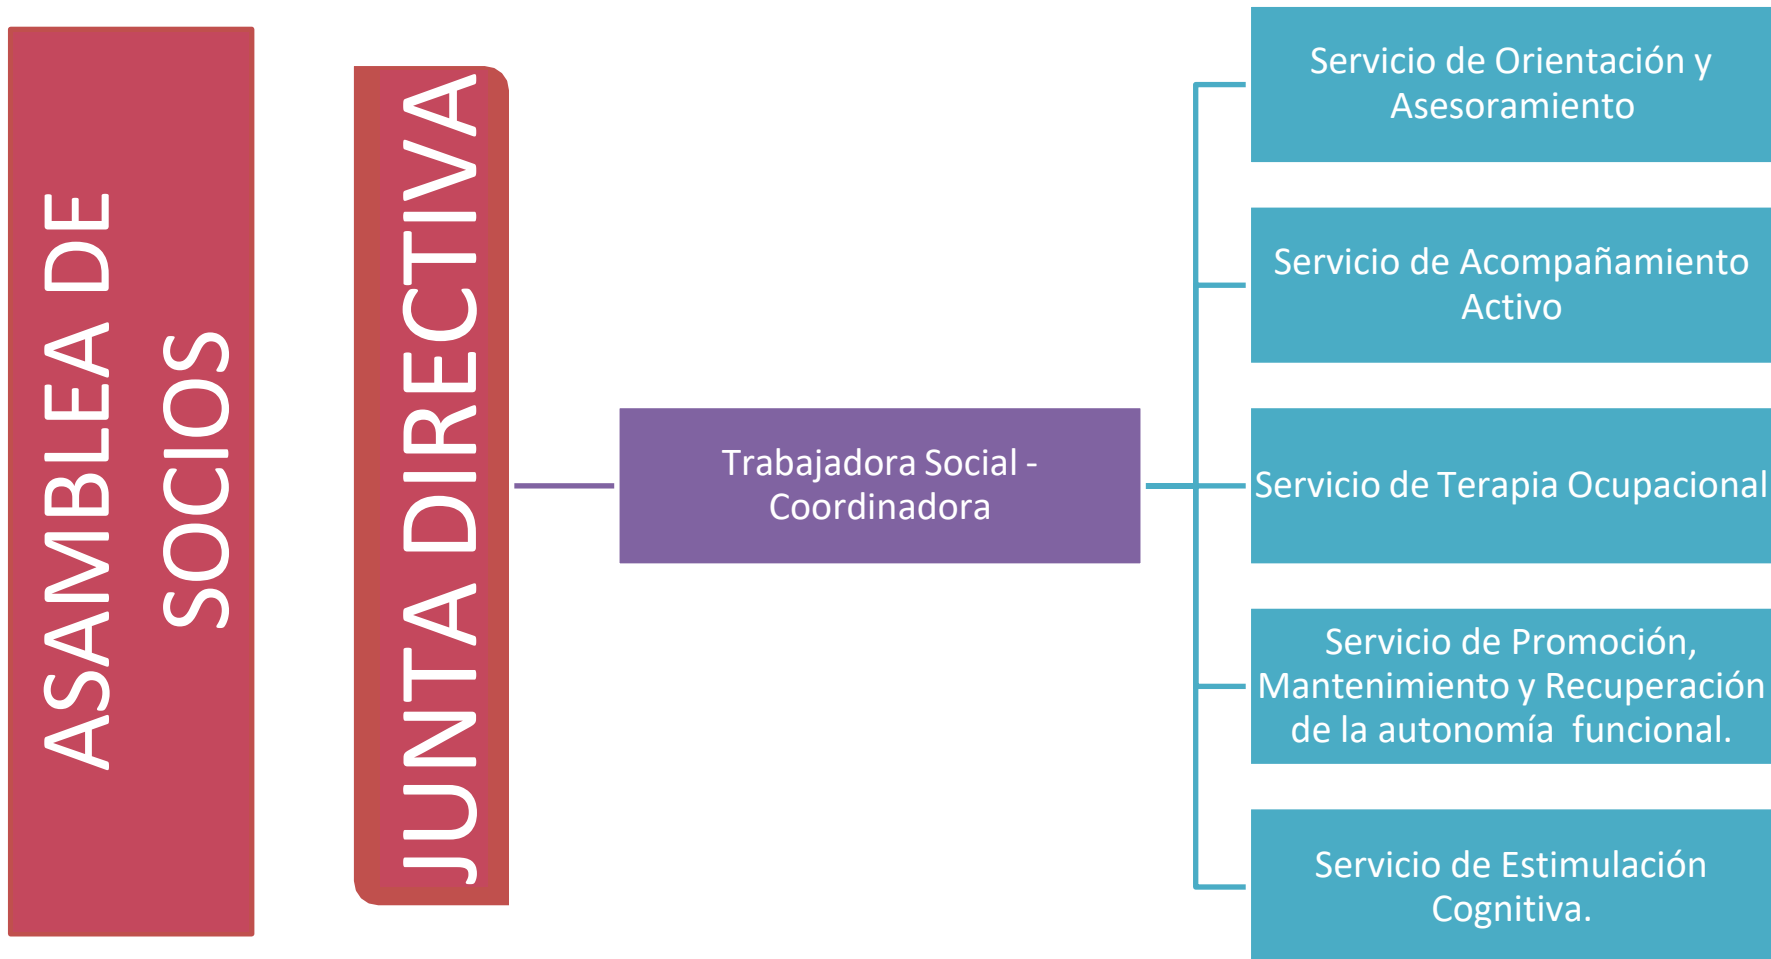 ASAMBLEA DE
SOCIOS
JUNTA DIRECTIVA
Trabajadora Social -
Coordinadora
Servicio de Orientación y
Asesoramiento
Servicio de Acompañamiento
Activo
Servicio de Terapia Ocupacional
Servicio de Promoción,
Mantenimiento y Recuperación
de la autonomía  funcional.
Servicio de Estimulación
Cognitiva.